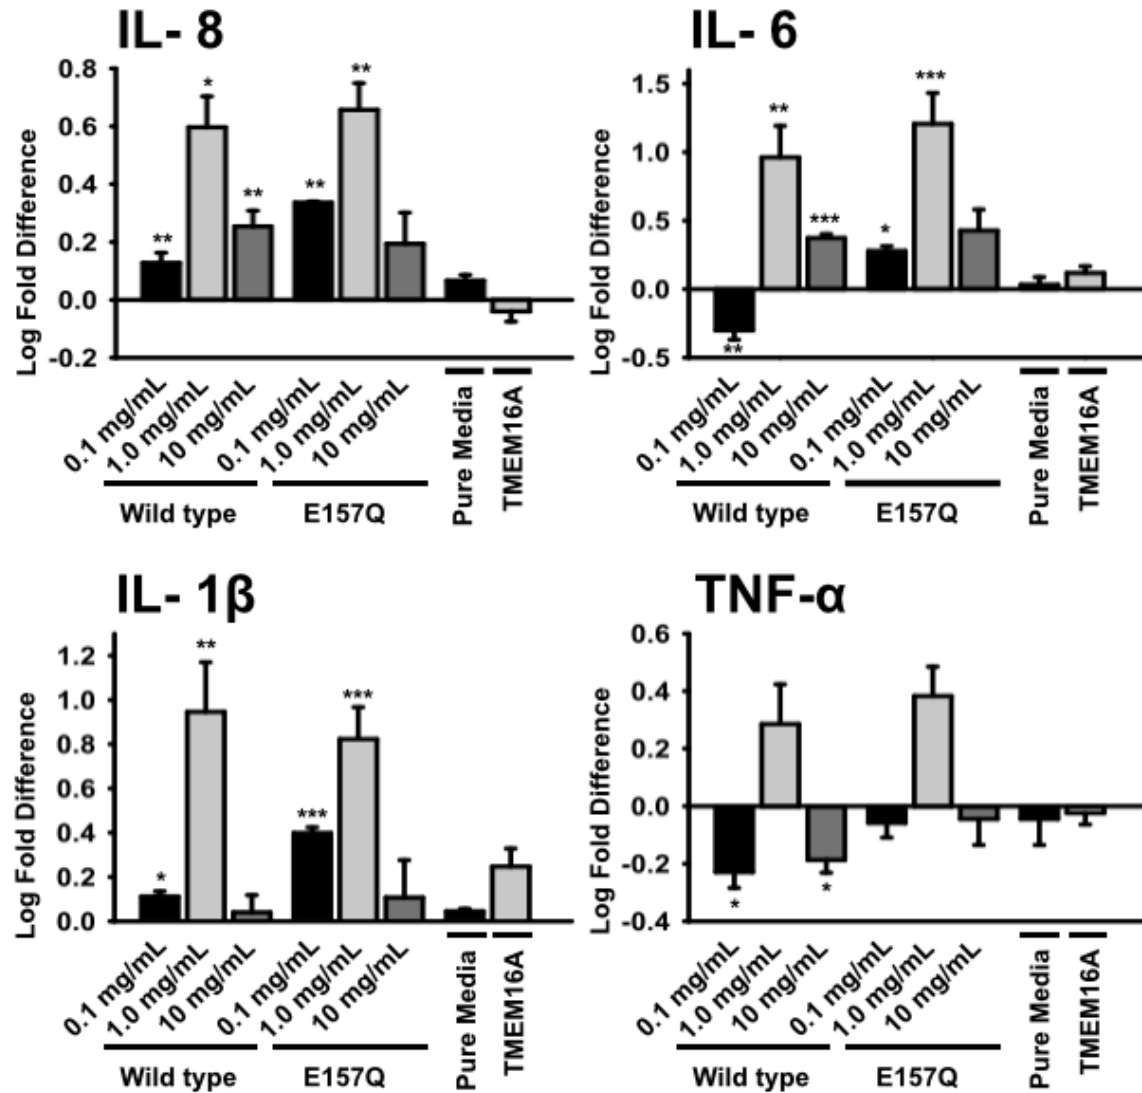 IL- 8
Log Fold Difference
0.8
0.6
0.4
0.2
0.0
-0.2
**
*
**
**
**
0.1 mg/mL
1.0 mg/mL
10 mg/mL
0.1 mg/mL
1.0 mg/mL
10 mg/mL
Pure Media
TMEM16A
Wild type
E157Q
IL- 6
Log Fold Difference
1.5
1.0
0.5
0.0
-0.5
**
**
***
*
***
0.1 mg/mL
1.0 mg/mL
10 mg/mL
0.1 mg/mL
1.0 mg/mL
10 mg/mL
Pure Media
TMEM16A
Wild type
E157Q
IL- 1β
Log Fold Difference
1.2
1.0
0.8
0.6
0.4
0.2
0.0
*
**
***
***
0.1 mg/mL
1.0 mg/mL
10 mg/mL
0.1 mg/mL
1.0 mg/mL
10 mg/mL
Pure Media
TMEM16A
Wild type
E157Q
TNF-α
Log Fold Difference
0.6
0.4
0.2
0.0
-0.2
-0.4
*
*
0.1 mg/mL
1.0 mg/mL
10 mg/mL
0.1 mg/mL
1.0 mg/mL
10 mg/mL
Pure Media
TMEM16A
Wild type
E157Q